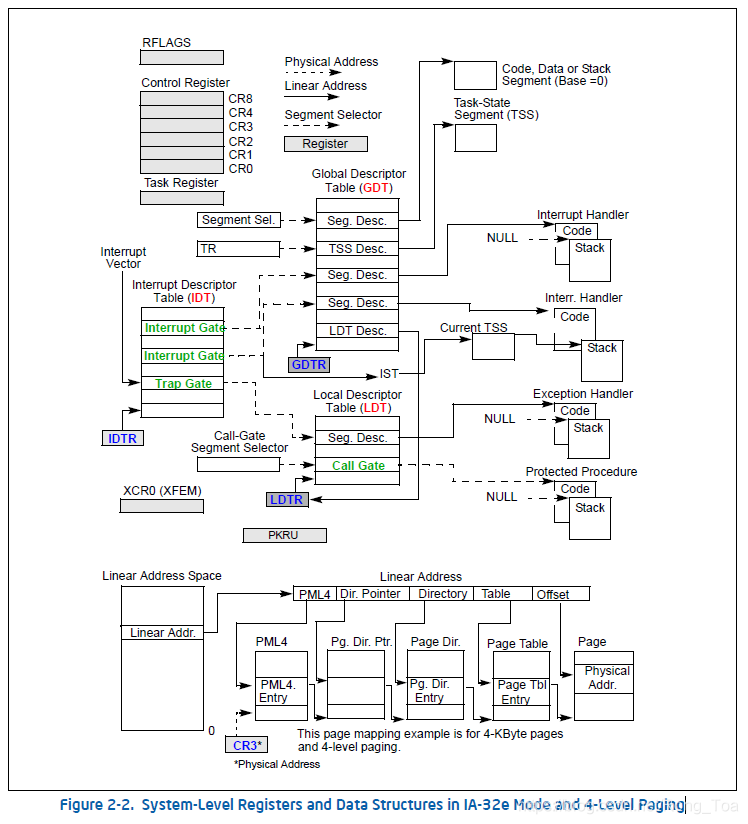 RFLAGS
Control Register
CR8
CR4
CR3
CR2
CR1
CR0
Task Register
Physical Address
Linear Address
Segment Selector
Register
Code, Data or Stack
Segment (Base =0)
Task-State
Segment (TSS)
Global Descriptor
Table (GDT)
Segment Sel.
Seg. Desc.
TR
TSS Desc.
Seg. Desc.
Seg. Desc.
LDT Desc.
GDTR
Interrupt Handler
Code
NULL
Stack
Interrupt
Vector
Interrupt Descriptor
Table (IDT)
Interrupt Gate
Interrupt Gate
Trap Gate
IDTR
Interr. Handler
Code
Current TSS
Stack
IST
Local Descriptor
Table (LDT)
Seg. Desc.
Call Gate
LDTR
Call-Gate
Segment Selector
Exception Handler
Code
NULL
Stack
Protected Procedure
Code
NULL
Stack
XCR0 (XFEM)
PKRU
Linear Address Space
Linear Addr.
0
Linear Address
PML4
Dir. Pointer
Directory
Table
Offset
PML4
Pg. Dir. Ptr.
Page Dir.
Page Table
Page
PML4.
Entry
Pg. Dir.
Entry
Page Tbl
Entry
Physical
Addr.
CR3*
*Physical Address
This page mapping example is for 4-KByte pages
and 4-level paging.
Figure 2-2. System-Level Registers and Data Structures in IA-32e Mode and 4-Level Paging